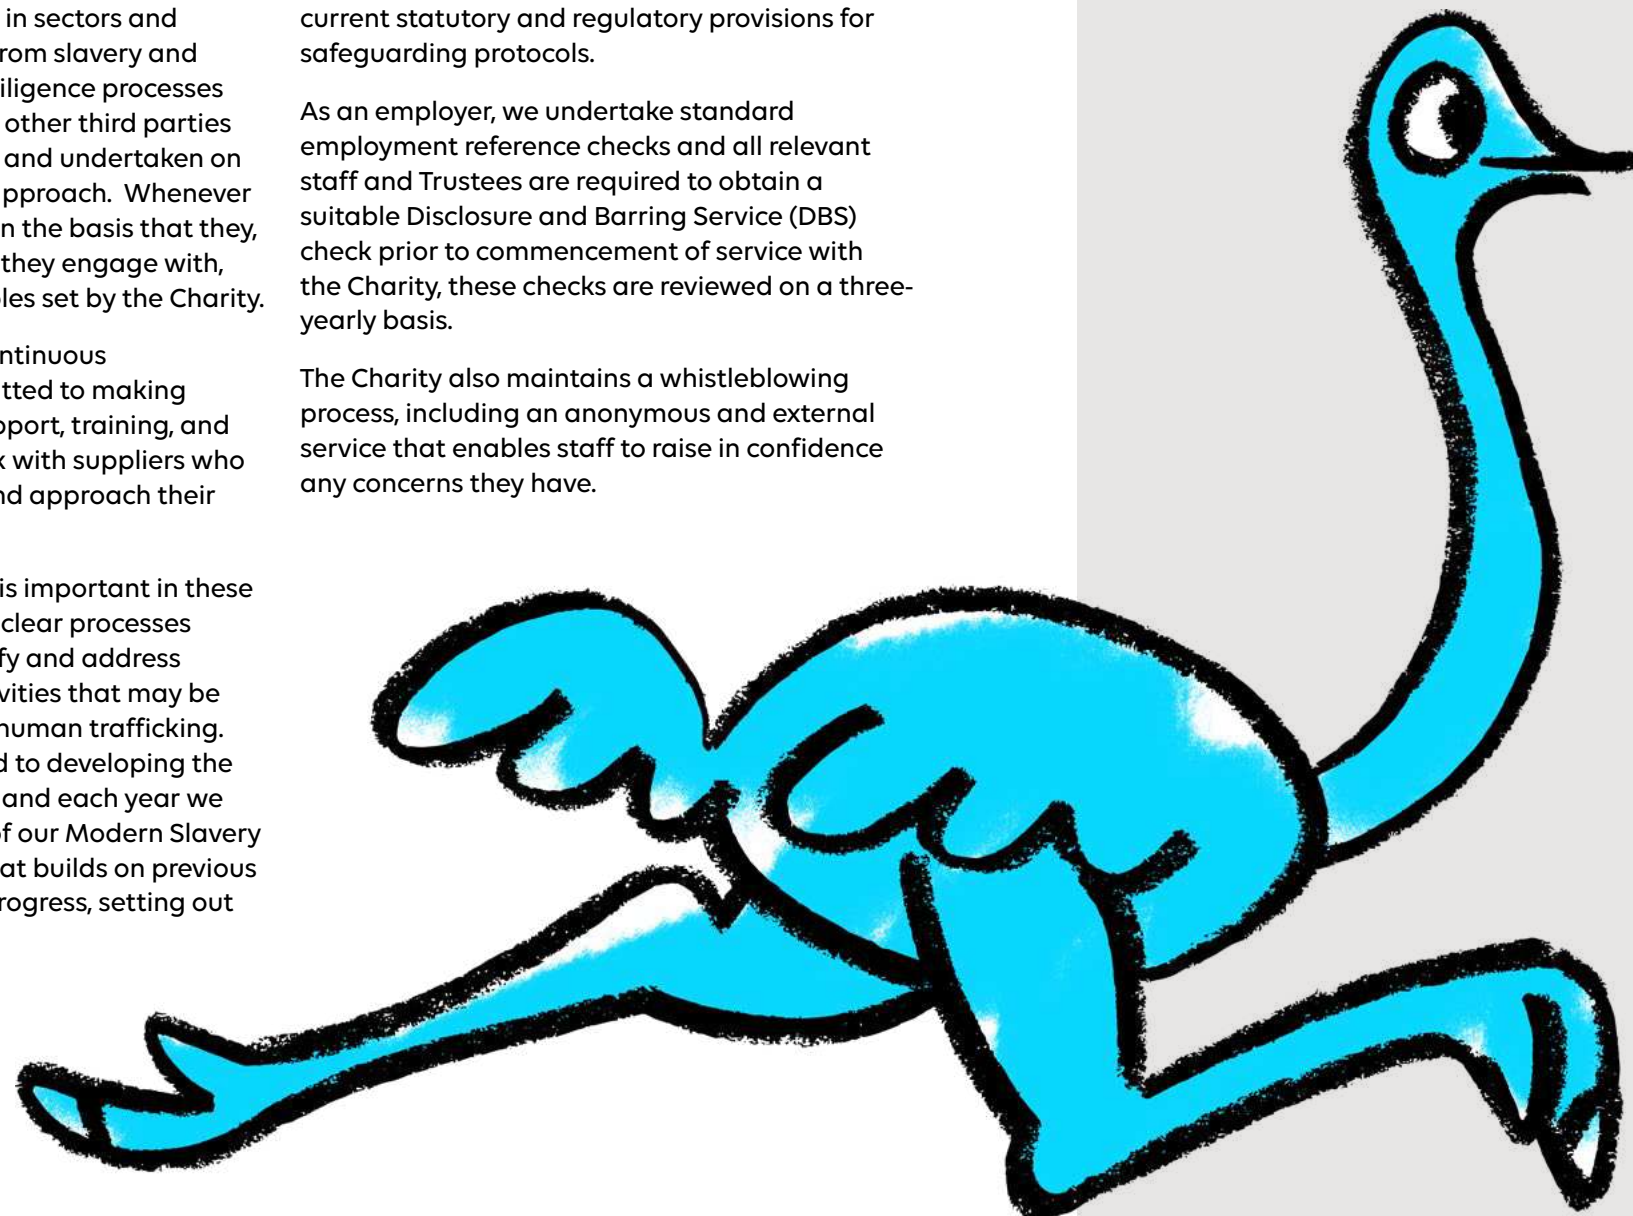 in sectors and
rom slavery and
iligence processes
other third parties
and undertaken on
pproach. Whenever
n the basis that they,
they engage with,
les set by the Charity.
ntinuous
tted to making
port, training, and
k with suppliers who
nd approach their
is important in these
clear processes
fy and address
vities that may be
human trafficking.
d to developing the
and each year we
of our Modern Slavery
at builds on previous
rogress, setting out
current statutory and regulatory provisions for
safeguarding protocols.
As an employer, we undertake standard
employment reference checks and all relevant
staff and Trustees are required to obtain a
suitable Disclosure and Barring Service (DBS)
check prior to commencement of service with
the Charity, these checks are reviewed on a three-
yearly basis.
The Charity also maintains a whistleblowing
process, including an anonymous and external
service that enables staff to raise in confidence
any concerns they have.